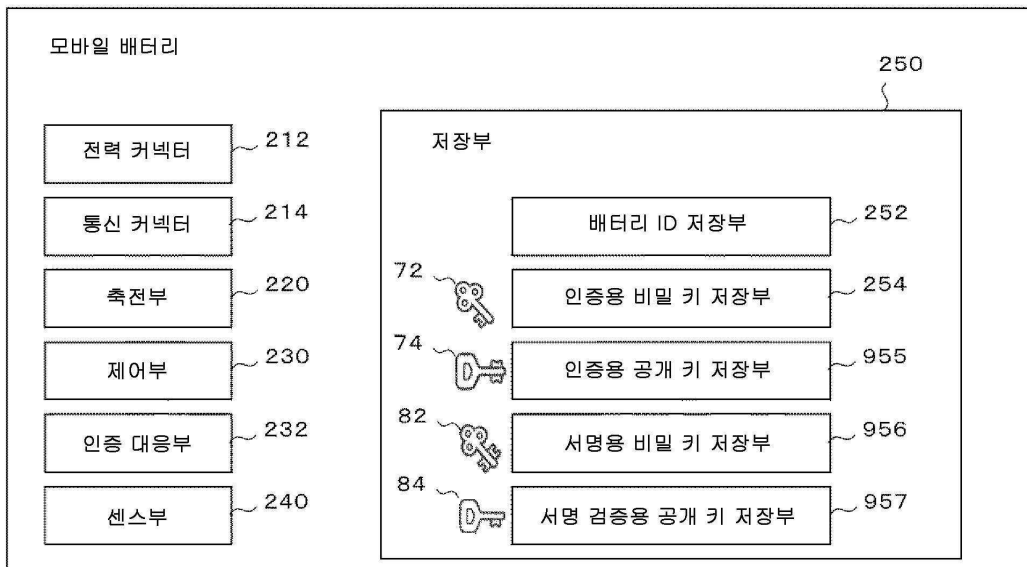 모바일 배터리
250
전력 커넥터 212
저장부
통신 커넥터 214
배터리 ID 저장부 252
축전부 220
72 인증용 비밀 키 저장부 254
제어부 230
74 인증용 공개 키 저장부 955
인증 대응부 232
82 서명용 비밀 키 저장부 956
센스부 240
84 서명 검증용 공개 키 저장부 957